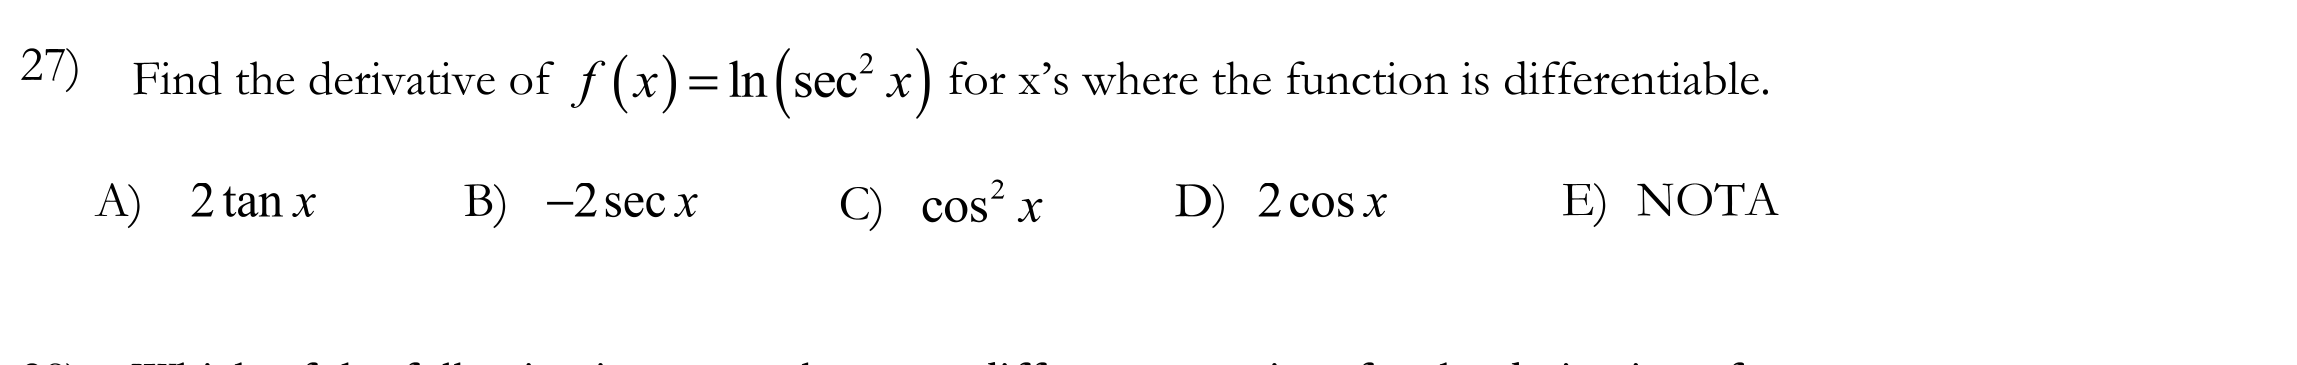 27) Find the derivative of f(x)=ln(sec² x) for x’s where the function is differentiable.
A) 2 tan x B) −2 sec x C) cos² x D) 2 cos x E) NOTA